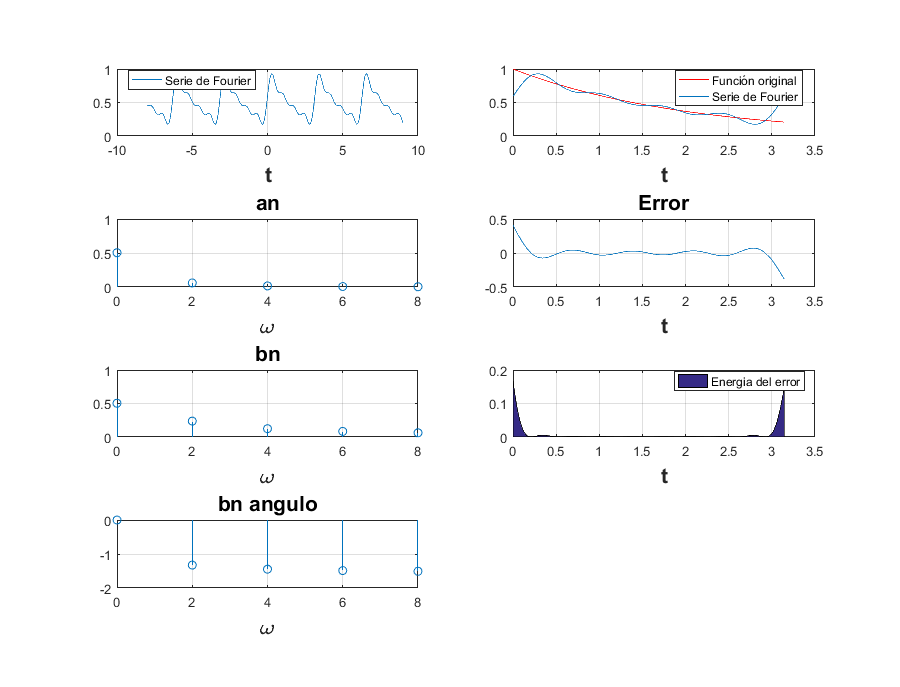 Serie de Fourier
1
0.5
0
-10 -5 0 5 10
t
Función original
Serie de Fourier
1
0.5
0
0 0.5 1 1.5 2 2.5 3 3.5
t
an
1
0.5
0
0 2 4 6 8
ω
Error
0.5
0
-0.5
0 0.5 1 1.5 2 2.5 3 3.5
t
bn
1
0.5
0
0 2 4 6 8
ω
Energia del error
0.2
0.1
0
0 0.5 1 1.5 2 2.5 3 3.5
t
bn angulo
0
-1
-2
0 2 4 6 8
ω